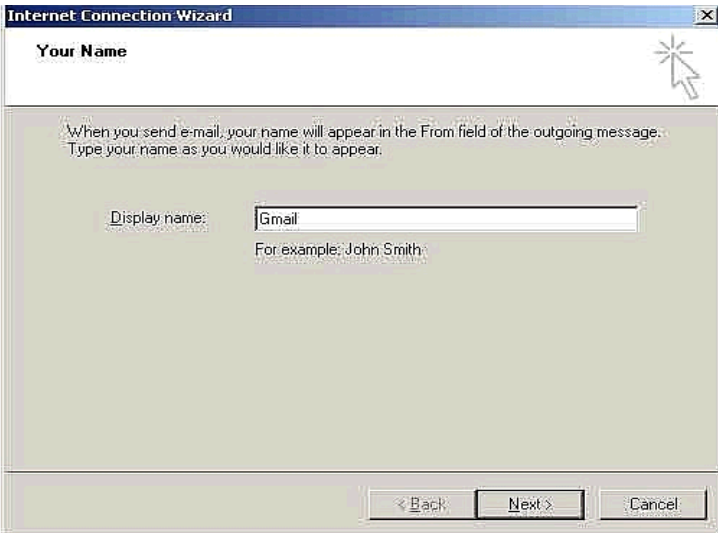 Internet Connection Wizard
Your Name
When you send e-mail, your name will appear in the From field of the outgoing message.
Type your name as you would like it to appear.
Display name:
Gmail
For example: John Smith
< Back
Next >
Cancel